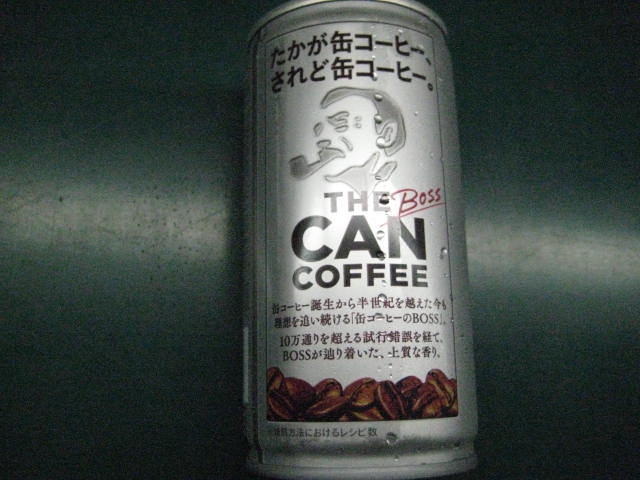 たかが缶コーヒー、
されど缶コーヒー。
THE Boss
CAN
COFFEE
缶コーヒー誕生から半世紀を越えた今も
理想を追い続ける「缶コーヒーのBOSS」。
10万通りを超える試行錯誤を経て、
BOSSが辿り着いた、上質な香り。
焙煎方法におけるレシピ数